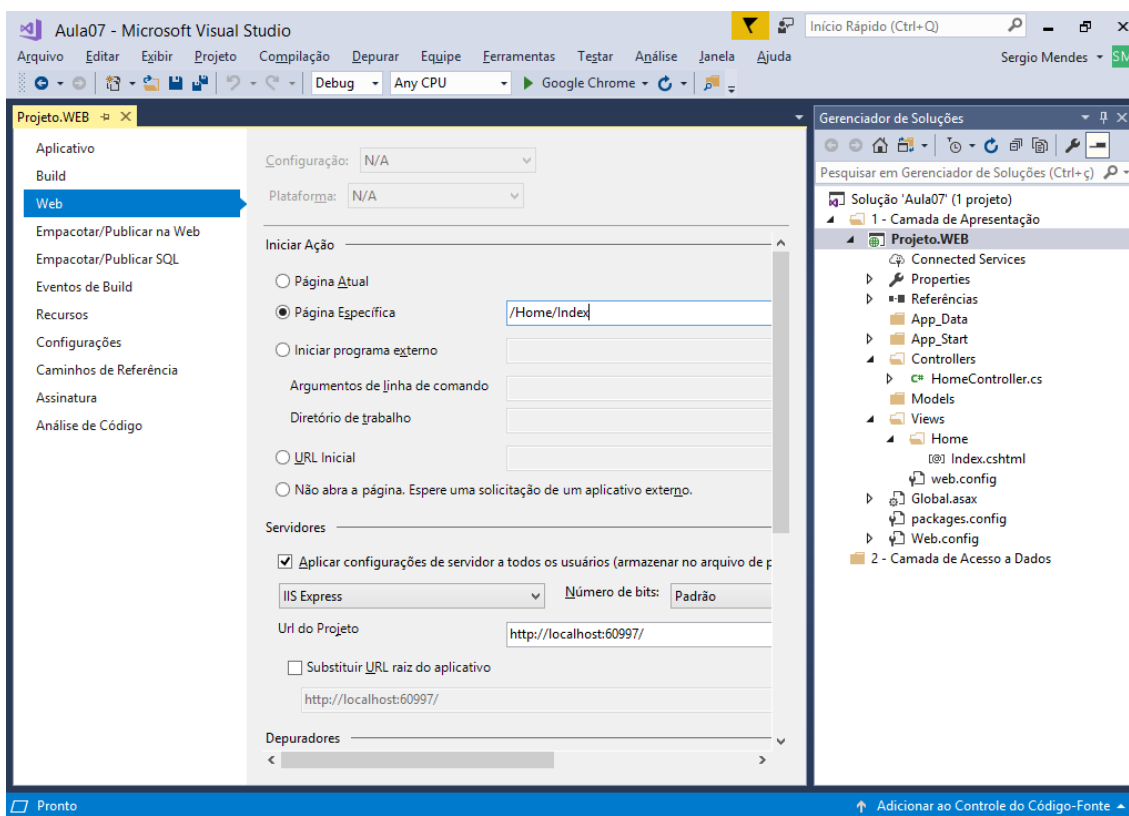 Aula07 - Microsoft Visual Studio
Início Rápido (Ctrl+Q)
Arquivo Editar Exibir Projeto Compilação Depurar Equipe Ferramentas Testar Análise Janela Ajuda
Sergio Mendes SM
Debug Any CPU Google Chrome
Projeto.WEB
Aplicativo
Build
Web
Empacotar/Publicar na Web
Empacotar/Publicar SQL
Eventos de Build
Recursos
Configurações
Caminhos de Referência
Assinatura
Análise de Código
Configuração: N/A
Plataforma: N/A
Iniciar Ação
Página Atual
Página Específica /Home/Index
Iniciar programa externo
Argumentos de linha de comando
Diretório de trabalho
URL Inicial
Não abra a página. Espere uma solicitação de um aplicativo externo.
Servidores
Aplicar configurações de servidor a todos os usuários (armazenar no arquivo de p
IIS Express Número de bits: Padrão
Url do Projeto http://localhost:60997/
Substituir URL raiz do aplicativo
http://localhost:60997/
Depuradores
Gerenciador de Soluções
Pesquisar em Gerenciador de Soluções (Ctrl+ç)
Solução 'Aula07' (1 projeto)
1 - Camada de Apresentação
Projeto.WEB
Connected Services
Properties
Referências
App_Data
App_Start
Controllers
C# HomeController.cs
Models
Views
Home
[@] Index.cshtml
web.config
Global.asax
packages.config
Web.config
2 - Camada de Acesso a Dados
Pronto
Adicionar ao Controle do Código-Fonte